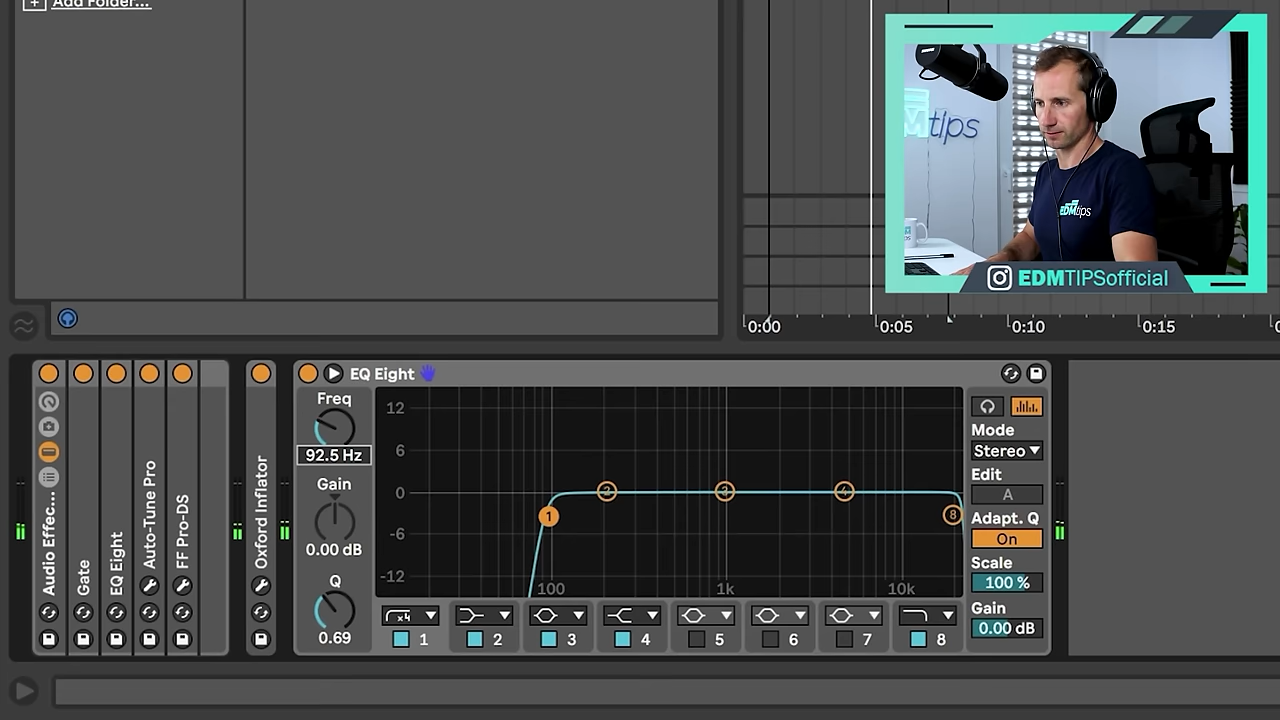 Add Folder...
tips
EDMtips
EDMTIPSofficial
0:00
0:05
0:10
0:15
Audio Effec...
Gate
EQ Eight
Auto-Tune Pro
FF Pro-DS
Oxford Inflator
EQ Eight
Freq
92.5 Hz
Gain
0.00 dB
Q
0.69
12
6
0
-6
-12
100
1k
10k
1
2
3
4
8
x4
1
2
3
4
5
6
7
8
Mode
Stereo
Edit
A
Adapt. Q
On
Scale
100 %
Gain
0.00 dB